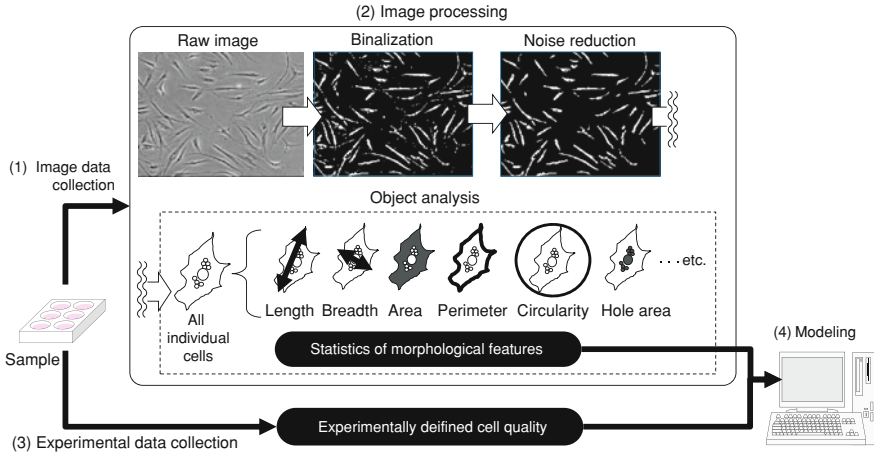 (2) Image processing
Raw image
Binalization
Noise reduction
(1) Image data
collection
Object analysis
····etc.
Length
Breadth
Area
Perimeter
Circularity
Hole area
All
individual
cells
Sample
Statistics of morphological features
(4) Modeling
Experimentally deifined cell quality
(3) Experimental data collection